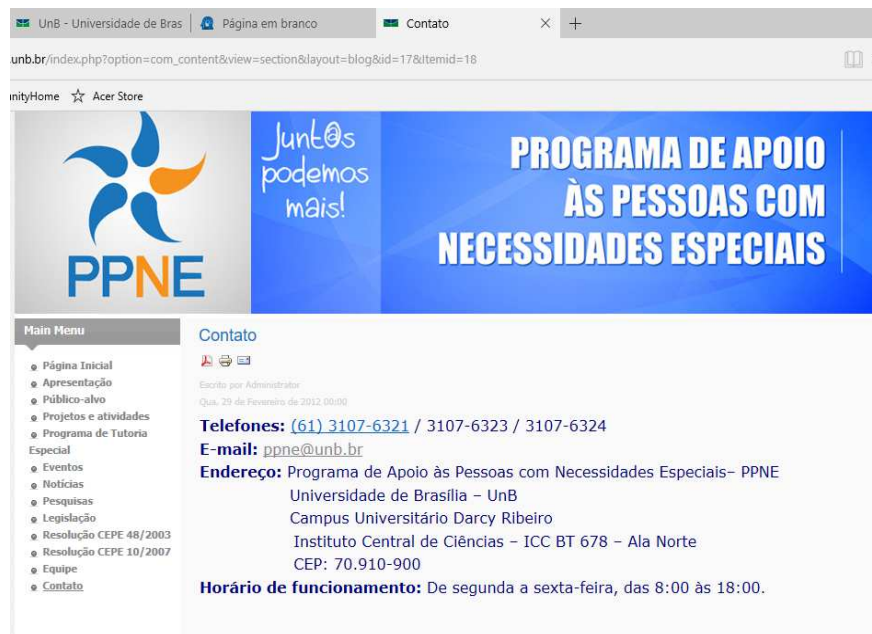 UnB - Universidade de Bras
Página em branco
Contato
.unb.br/index.php?option=com_content&view=section&layout=blog&id=17&Itemid=18
nityHome Acer Store
Junt@s
podemos
mais!
PROGRAMA DE APOIO
ÀS PESSOAS COM
NECESSIDADES ESPECIAIS
PPNE
Main Menu
Página Inicial
Apresentação
Público-alvo
Projetos e atividades
Programa de Tutoria
Especial
Eventos
Notícias
Pesquisas
Legislação
Resolução CEPE 48/2003
Resolução CEPE 10/2007
Equipe
Contato
Contato
Escrito por Administrator
Qua, 29 de Fevereiro de 2012 00:00
Telefones: (61) 3107-6321 / 3107-6323 / 3107-6324
E-mail: ppne@unb.br
Endereço: Programa de Apoio às Pessoas com Necessidades Especiais– PPNE
Universidade de Brasília – UnB
Campus Universitário Darcy Ribeiro
Instituto Central de Ciências – ICC BT 678 – Ala Norte
CEP: 70.910-900
Horário de funcionamento: De segunda a sexta-feira, das 8:00 às 18:00.